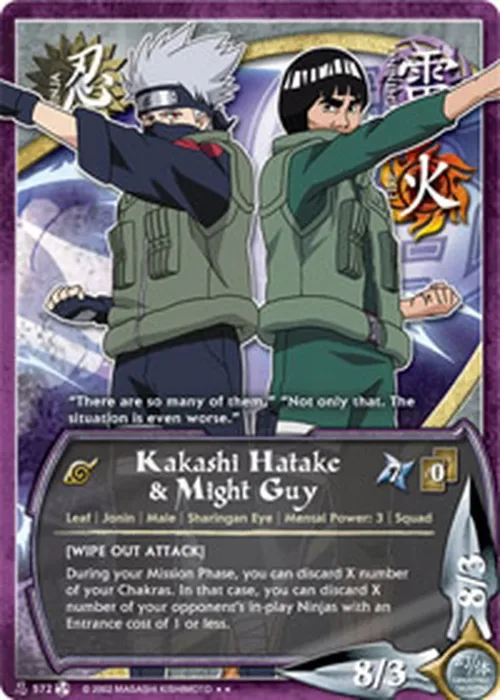 忍
雷
火
"There are so many of them." "Not only that. The
situation is even worse."
Kakashi Hatake
& Might Guy
7
0
Leaf | Jonin | Male | Sharingan Eye | Mental Power: 3 | Squad
[WIPE OUT ATTACK]
During your Mission Phase, you can discard X number
of your Chakras. In that case, you can discard X
number of your opponent's in-play Ninjas with an
Entrance cost of 1 or less.
8/3
8/3
572
© 2002 MASASHI KISHIMOTO